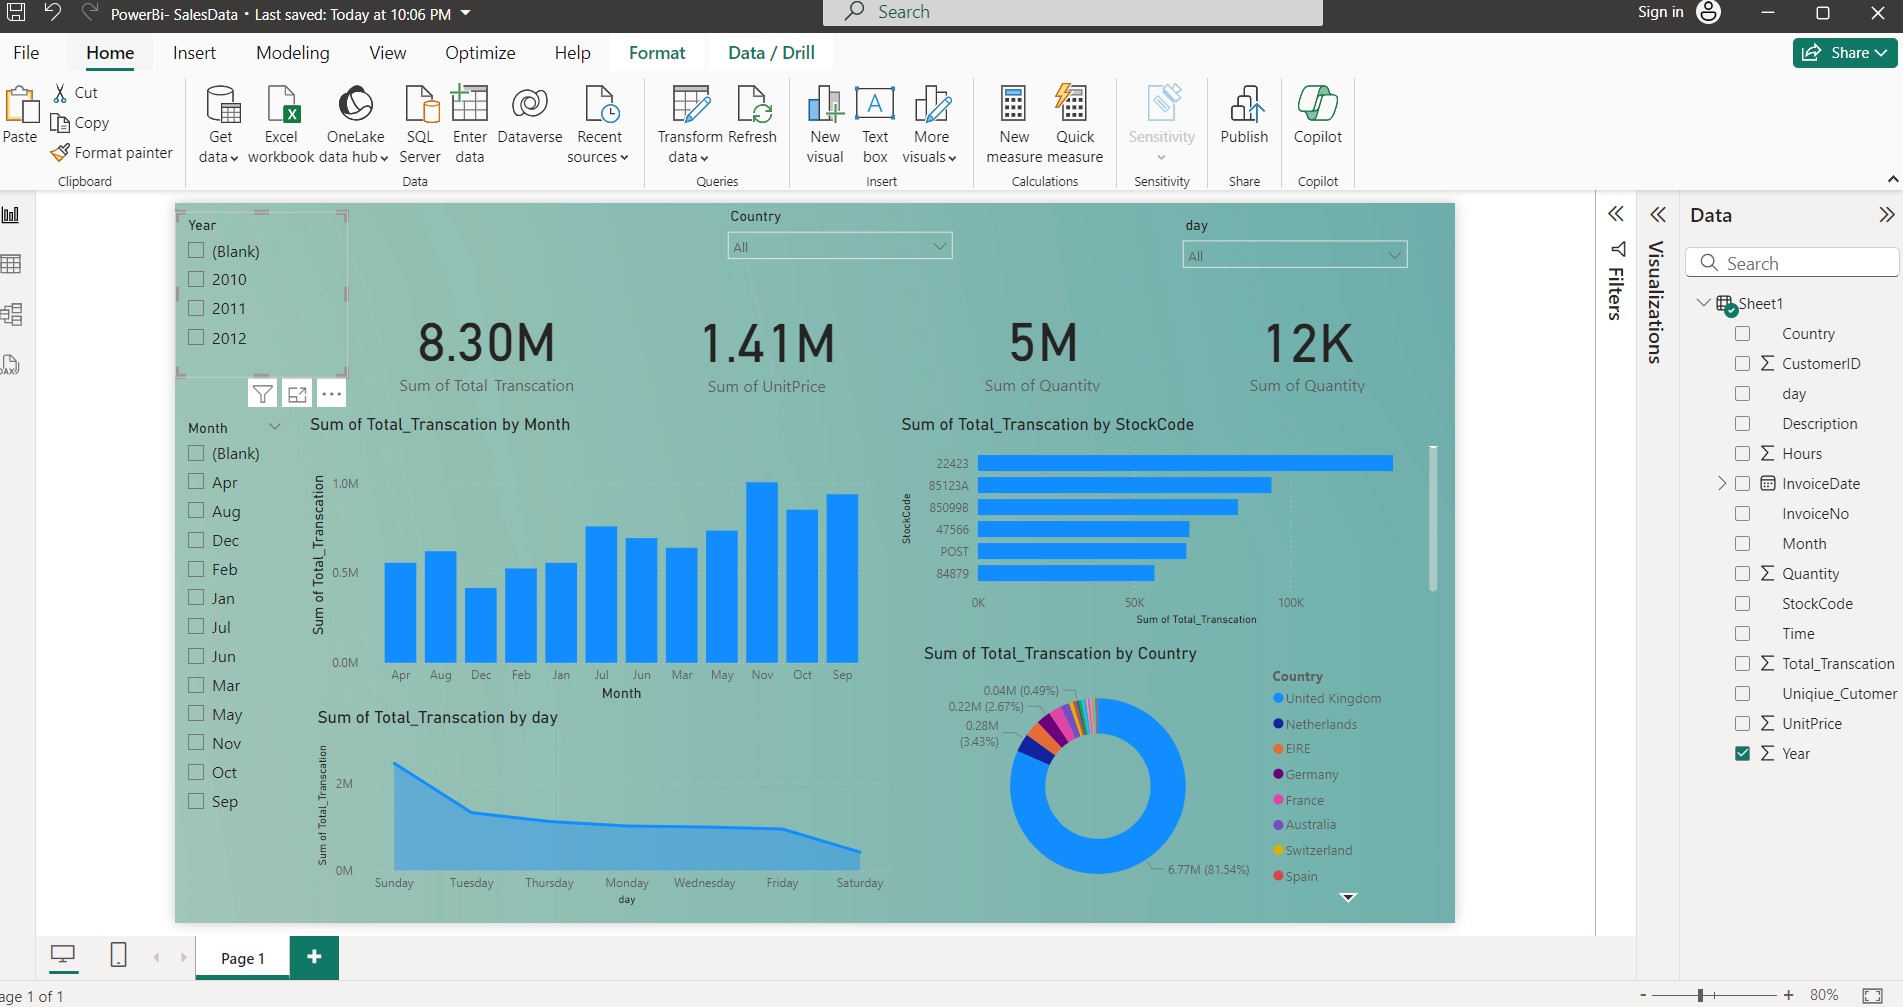 PowerBi- SalesData • Last saved: Today at 10:06 PM
Search
Sign in
File
Home
Insert
Modeling
View
Optimize
Help
Format
Data / Drill
Share
Paste
Cut
Copy
Format painter
Clipboard
Get data
Excel workbook
OneLake data hub
SQL Server
Enter data
Dataverse
Recent sources
Data
Transform data
Refresh
Queries
New visual
Text box
More visuals
Insert
New measure
Quick measure
Calculations
Sensitivity
Sensitivity
Publish
Share
Copilot
Copilot
Year
(Blank)
2010
2011
2012
Country
All
day
All
8.30M
Sum of Total Transcation
1.41M
Sum of UnitPrice
5M
Sum of Quantity
12K
Sum of Quantity
Month
(Blank)
Apr
Aug
Dec
Feb
Jan
Jul
Jun
Mar
May
Nov
Oct
Sep
Sum of Total_Transcation by Month
Sum of Total_Transcation
1.0M
0.5M
0.0M
Apr Aug Dec Feb Jan Jul Jun Mar May Nov Oct Sep
Month
Sum of Total_Transcation by StockCode
StockCode
22423
85123A
85099B
47566
POST
84879
0K 50K 100K
Sum of Total_Transcation
Sum of Total_Transcation by day
Sum of Total_Transcation
2M
0M
Sunday Tuesday Thursday Monday Wednesday Friday Saturday
day
Sum of Total_Transcation by Country
0.04M (0.49%)
0.22M (2.67%)
0.28M
(3.43%)
6.77M (81.54%)
Country
United Kingdom
Netherlands
EIRE
Germany
France
Australia
Switzerland
Spain
Filters
Visualizations
Data
Search
Sheet1
Country
CustomerID
day
Description
Hours
InvoiceDate
InvoiceNo
Month
Quantity
StockCode
Time
Total_Transcation
Uniqiue_Cutomer
UnitPrice
Year
Page 1
age 1 of 1
80%